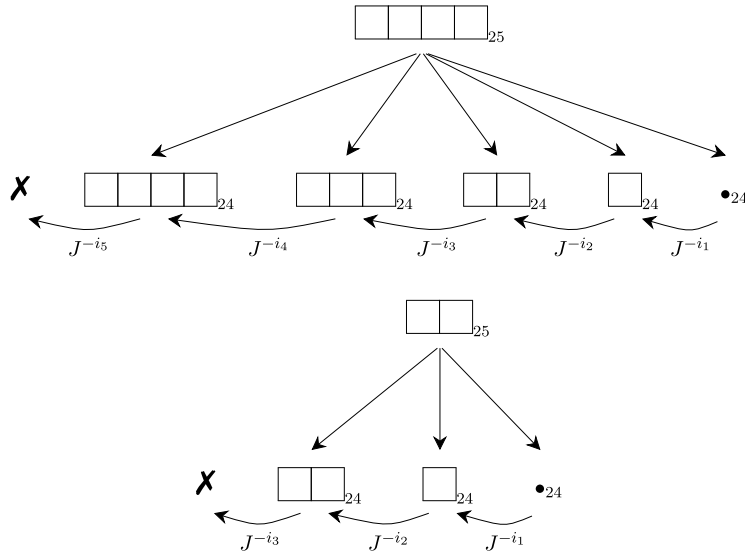 25
✗ 24 24 24 24 •24
J^{-i_5} J^{-i_4} J^{-i_3} J^{-i_2} J^{-i_1}
25
✗ 24 24 •24
J^{-i_3} J^{-i_2} J^{-i_1}